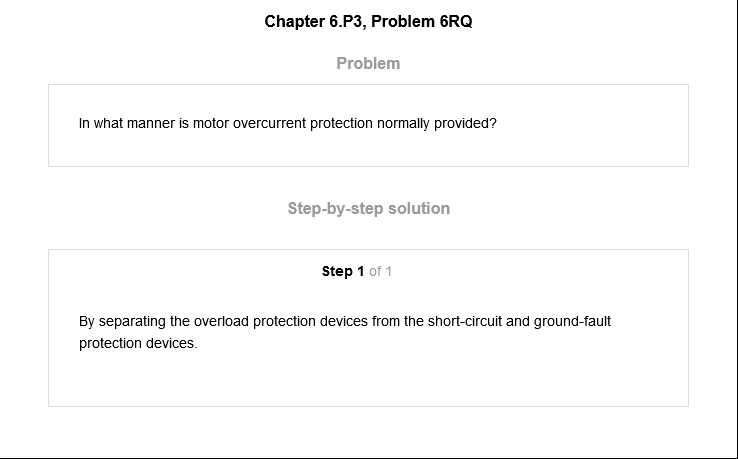 Chapter 6.P3, Problem 6RQ
Problem
In what manner is motor overcurrent protection normally provided?
Step-by-step solution
Step 1 of 1
By separating the overload protection devices from the short-circuit and ground-fault
protection devices.